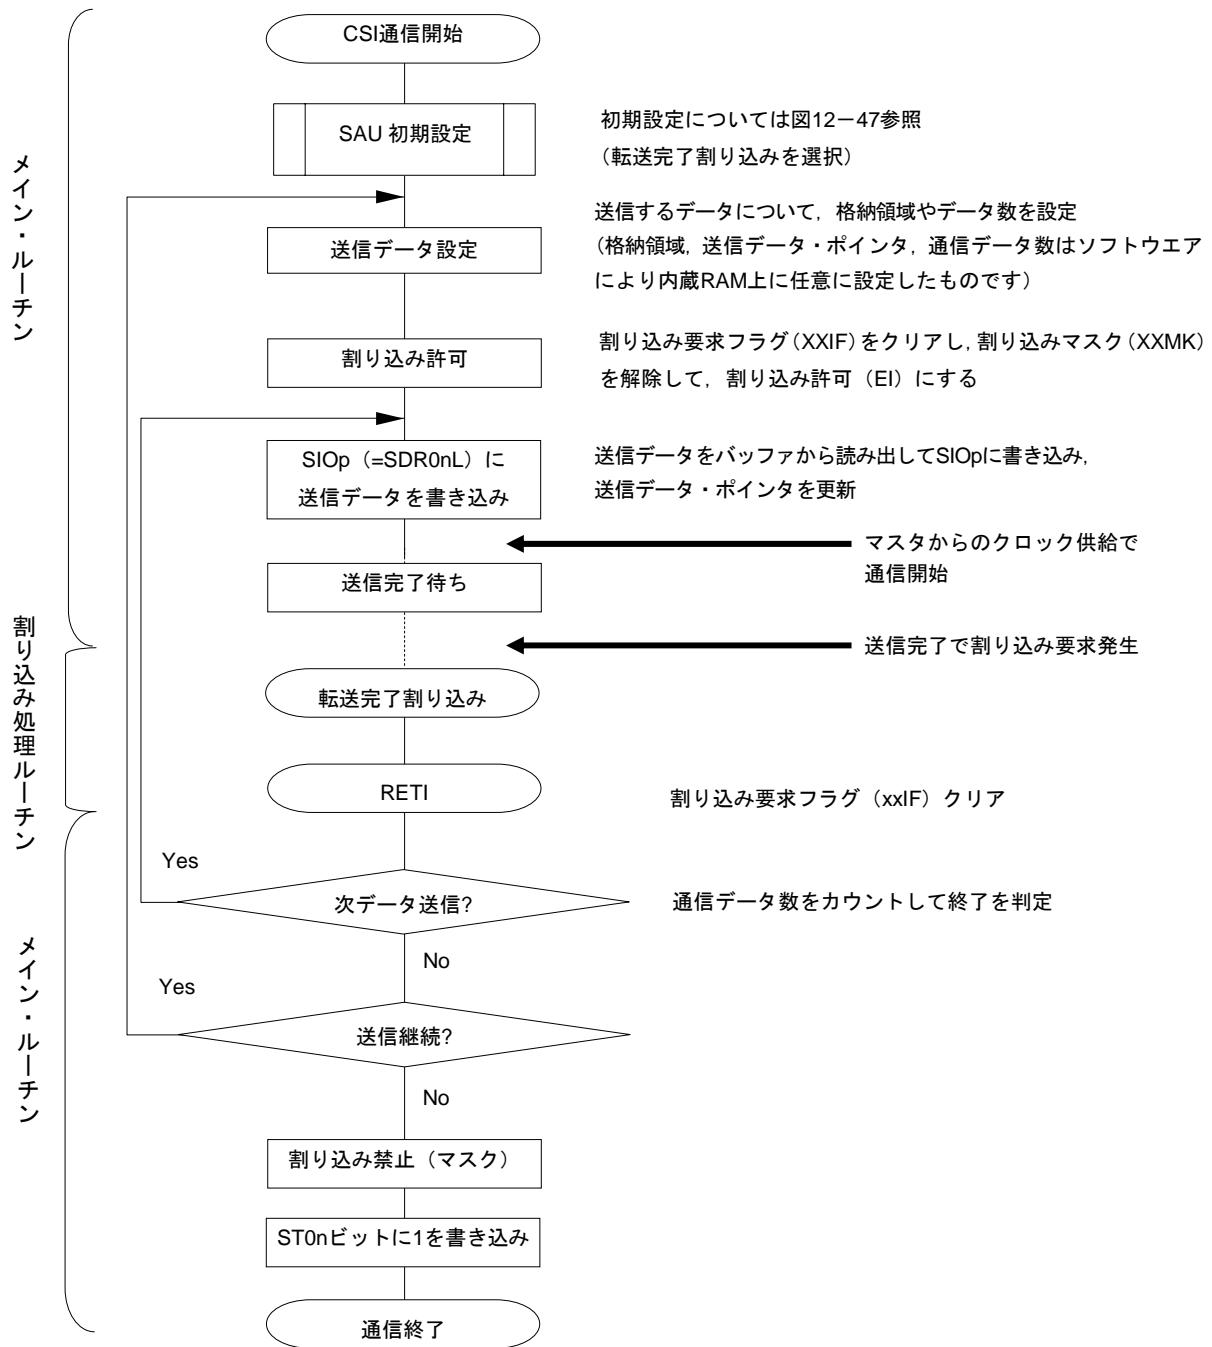 CSI通信開始
SAU 初期設定
初期設定については図12－47参照
（転送完了割り込みを選択）
メイン・ルーチン
送信データ設定
送信するデータについて，格納領域やデータ数を設定
（格納領域，送信データ・ポインタ，通信データ数はソフトウエア
により内蔵RAM上に任意に設定したものです）
割り込み許可
割り込み要求フラグ（XXIF）をクリアし，割り込みマスク（XXMK）
を解除して，割り込み許可（EI）にする
SIOp（=SDR0nL）に
送信データを書き込み
送信データをバッファから読み出してSIOpに書き込み，
送信データ・ポインタを更新
マスタからのクロック供給で
通信開始
送信完了待ち
送信完了で割り込み要求発生
割り込み処理ルーチン
転送完了割り込み
RETI
割り込み要求フラグ（xxIF）クリア
Yes
次データ送信?
通信データ数をカウントして終了を判定
No
メイン・ルーチン
Yes
送信継続?
No
割り込み禁止（マスク）
ST0nビットに1を書き込み
通信終了